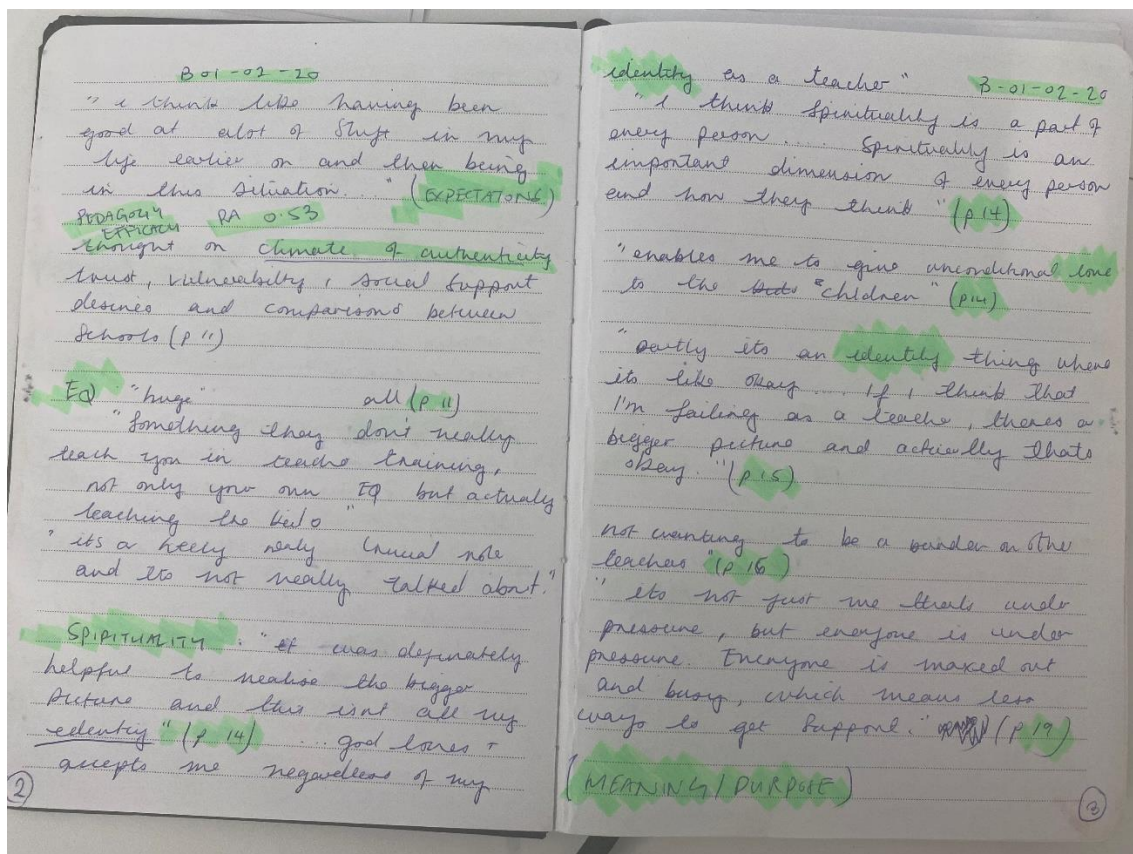 B 01-02-20
"i think like having been
good at alot of stuff in my
life earlier on and then being
in this situation." (EXPECTATIONS)
PEDAGOGY EFFICACY RA 0.53
thought on climate of authenticity
trust, vulnerability, social support
desires and comparisons between
schools (p 11)
EQ "huge" all (p 11)
"Something they dont really
teach you in teache training,
not only your own EQ but actually
teaching the kids"
"its a really really crucial role
and its not really talked about."
SPIRITUALITY: "it was definately
helpful to realise the bigger
picture and this isnt all my
identity" (p 14) ... god loves +
accepts me regardless of my
2
identity as a teacher" B-01-02-20
"i think spirituality is a part of
every person .... Spirituality is an
important dimension of every person
and how they think" (p 14)
"enables me to give unconditional love
to the "children" (p 14)
"partly its an identity thing where
its like okay .... If i think that
I'm failing as a teache, theres a
bigger picture and actually thats
okay." (p 15)
not wanting to be a burden on other
teachers "(p 16)
"its not just me thats under
pressure, but everyone is under
pressure. Everyone is maxed out
and busy, which means less
ways to get support." (p 19)
(MEANING / PURPOSE)
3